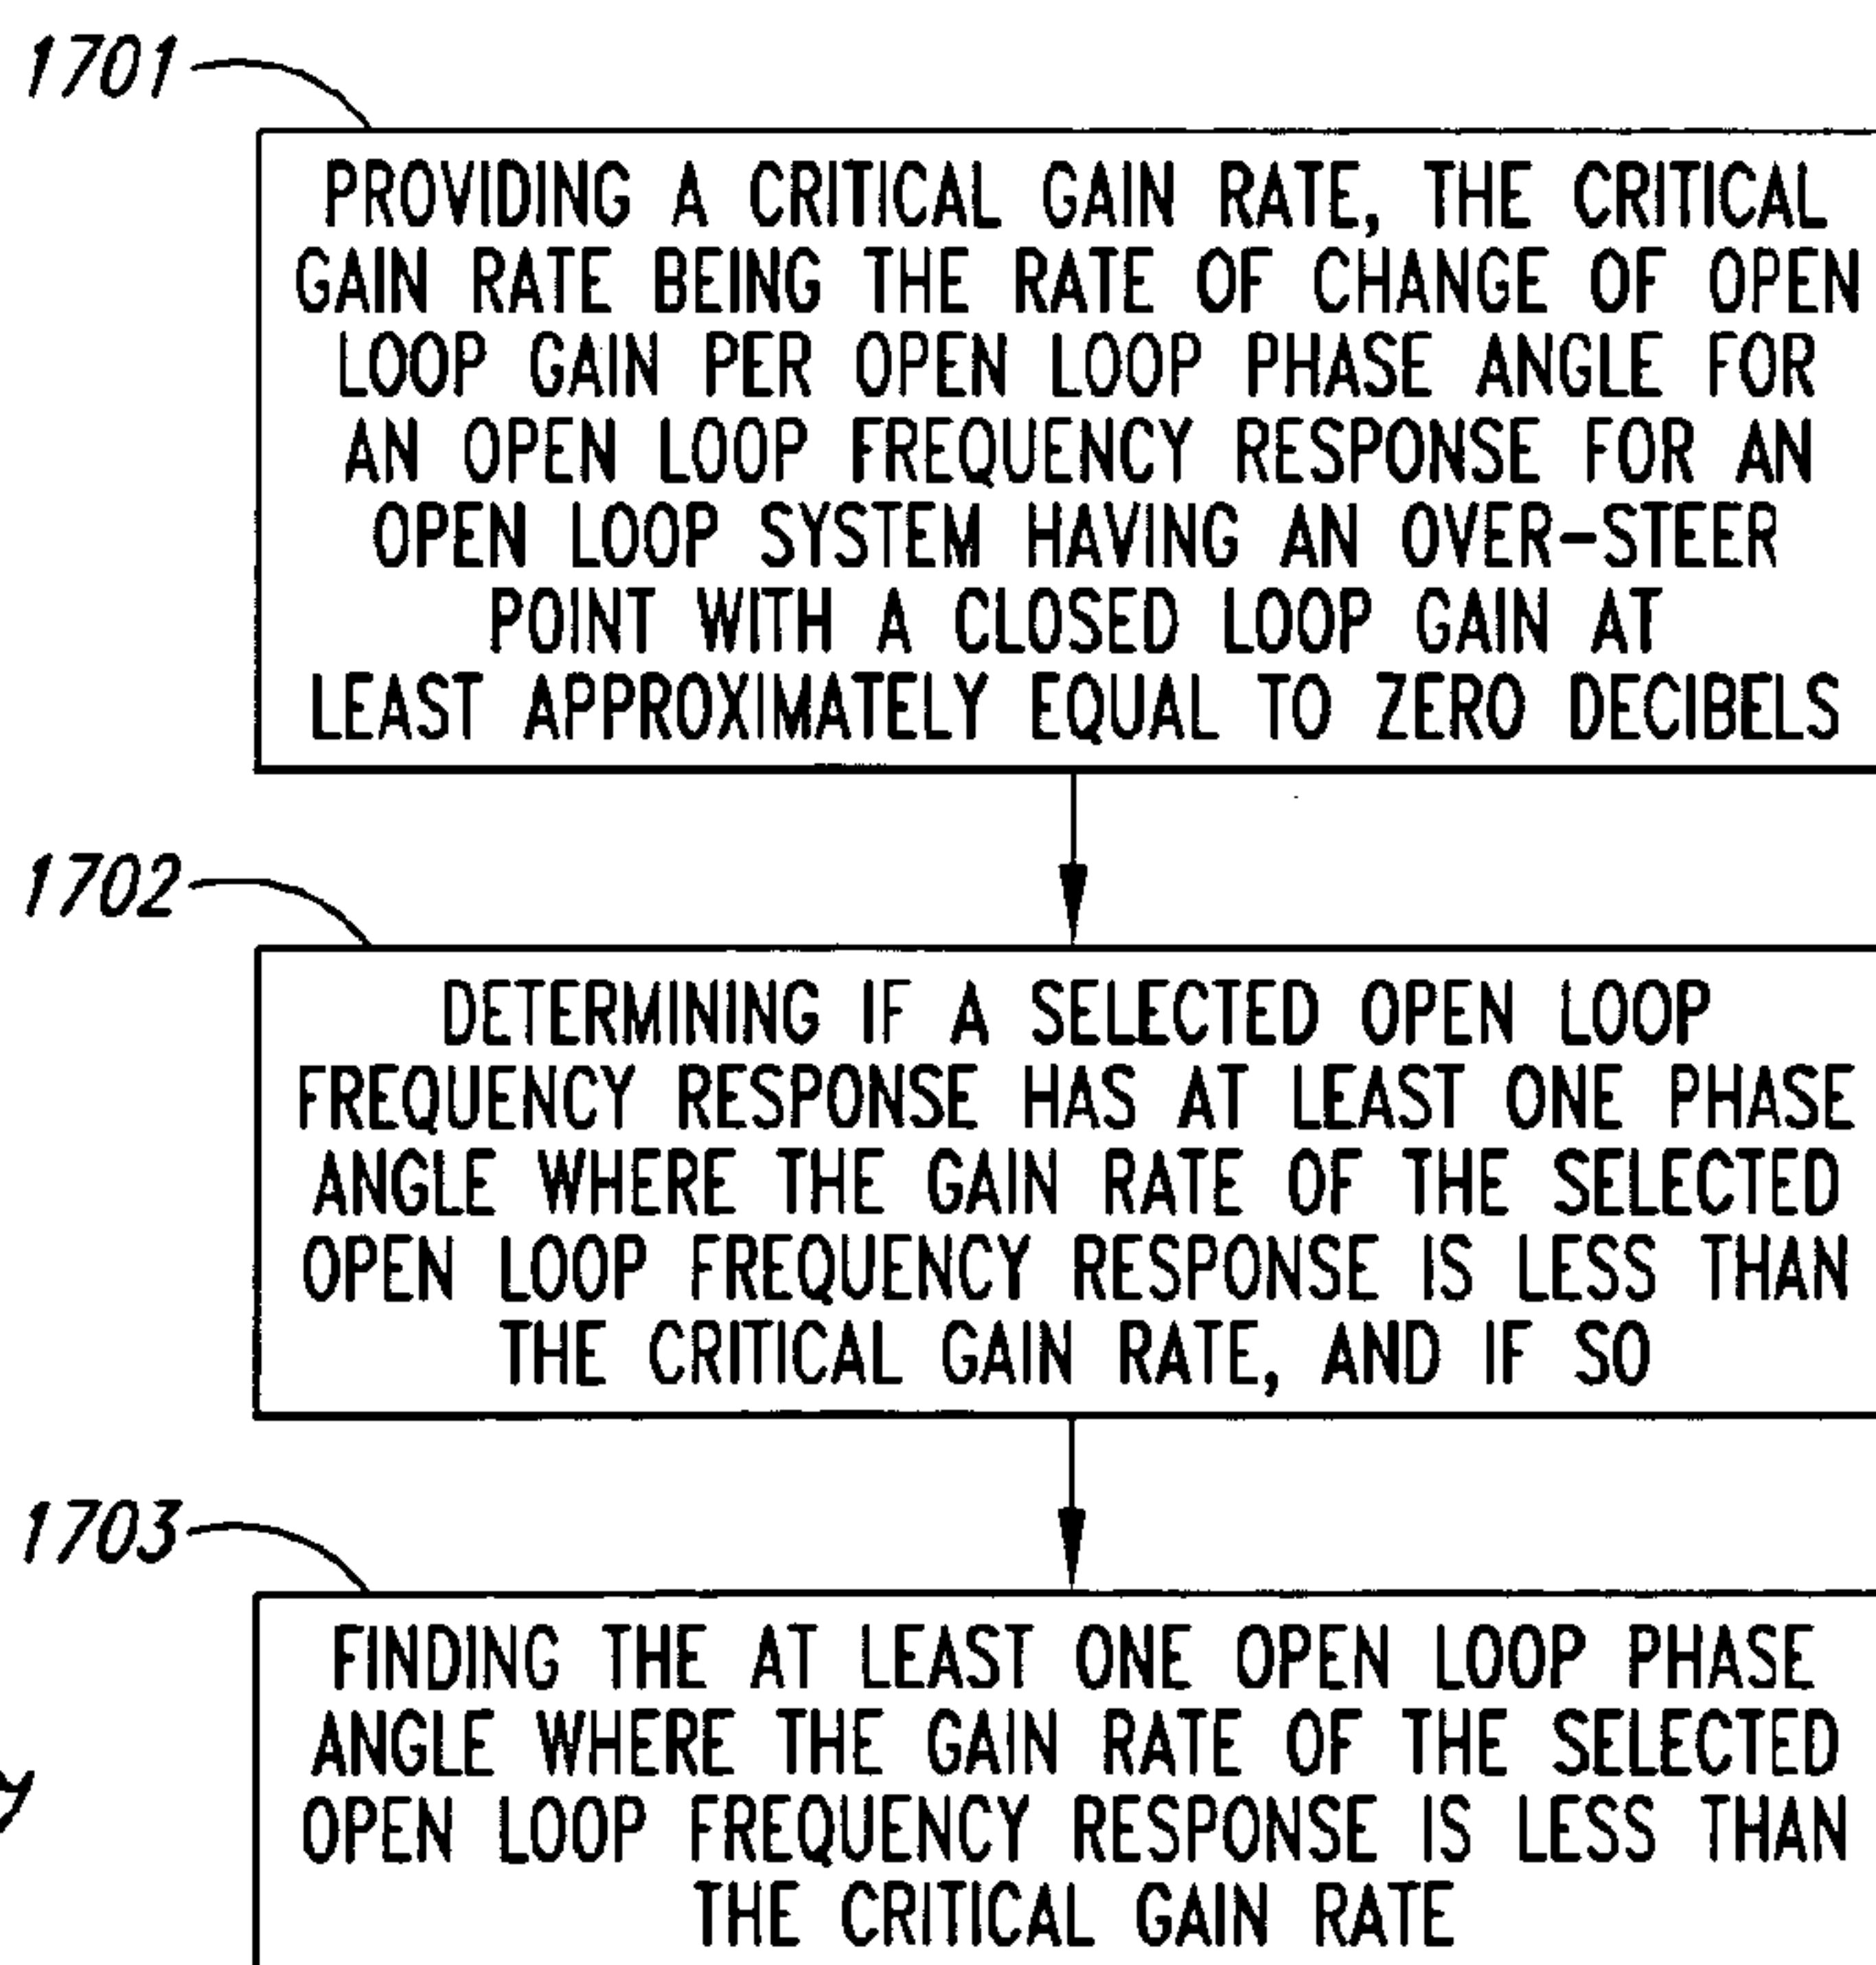 1701
PROVIDING A CRITICAL GAIN RATE, THE CRITICAL
GAIN RATE BEING THE RATE OF CHANGE OF OPEN
LOOP GAIN PER OPEN LOOP PHASE ANGLE FOR
AN OPEN LOOP FREQUENCY RESPONSE FOR AN
OPEN LOOP SYSTEM HAVING AN OVER-STEER
POINT WITH A CLOSED LOOP GAIN AT
LEAST APPROXIMATELY EQUAL TO ZERO DECIBELS
1702
DETERMINING IF A SELECTED OPEN LOOP
FREQUENCY RESPONSE HAS AT LEAST ONE PHASE
ANGLE WHERE THE GAIN RATE OF THE SELECTED
OPEN LOOP FREQUENCY RESPONSE IS LESS THAN
THE CRITICAL GAIN RATE, AND IF SO
1703
FINDING THE AT LEAST ONE OPEN LOOP PHASE
ANGLE WHERE THE GAIN RATE OF THE SELECTED
OPEN LOOP FREQUENCY RESPONSE IS LESS THAN
THE CRITICAL GAIN RATE